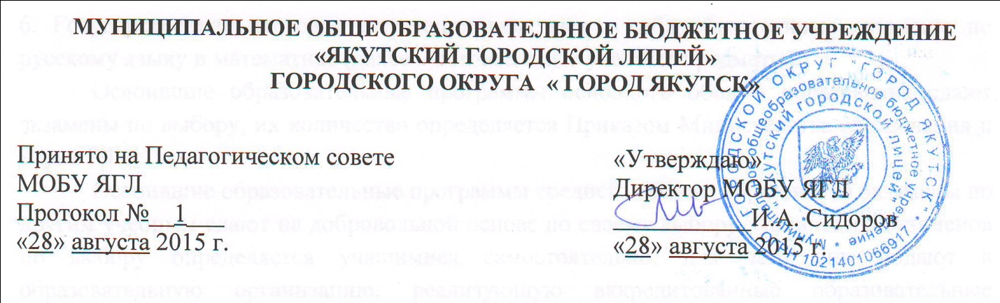 МУНИЦИПАЛЬНОЕ ОБЩЕОБРАЗОВАТЕЛЬНОЕ БЮДЖЕТНОЕ УЧРЕЖДЕНИЕ
«ЯКУТСКИЙ ГОРОДСКОЙ ЛИЦЕЙ»
ГОРОДСКОГО ОКРУГА « ГОРОД ЯКУТСК»
Принято на Педагогическом совете
МОБУ ЯГЛ
Протокол № 1
«28» августа 2015 г.
«Утверждаю»
Директор МОБУ ЯГЛ
И.А. Сидоров
«28» августа 2015 г.
ГОРОДСКОЙ ОКРУГ "ГОРОД ЯКУТСК"
ОГРН 1021401066917
общеобразовательное бюджетное учреждение
Якутский городской лицей